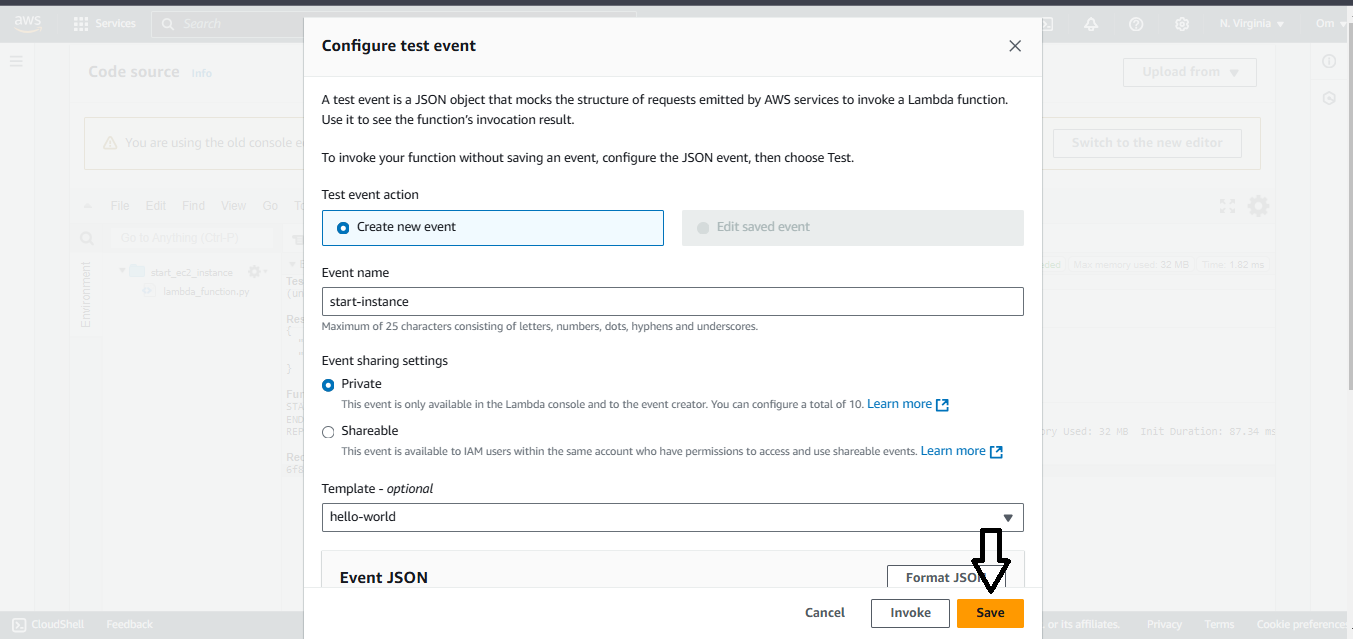 aws
Services
Search
N. Virginia
Om
Code source Info
Upload from
You are using the old console
Switch to the new editor
File Edit Find View Go
Go to Anything (Ctrl-P)
Environment
start_ec2_instance
lambda_function.py
Max memory used: 32 MB Time: 1.82 ms
{
}
STA
END
REP
ry Used: 32 MB Init Duration: 87.34 ms
6f8
Configure test event
A test event is a JSON object that mocks the structure of requests emitted by AWS services to invoke a Lambda function.
Use it to see the function's invocation result.
To invoke your function without saving an event, configure the JSON event, then choose Test.
Test event action
Create new event
Edit saved event
Event name
start-instance
Maximum of 25 characters consisting of letters, numbers, dots, hyphens and underscores.
Event sharing settings
Private
This event is only available in the Lambda console and to the event creator. You can configure a total of 10. Learn more
Shareable
This event is available to IAM users within the same account who have permissions to access and use shareable events. Learn more
Template - optional
hello-world
Event JSON
Format JSON
Cancel
Invoke
Save
CloudShell
Feedback
. or its affiliates.
Privacy
Terms
Cookie preferences